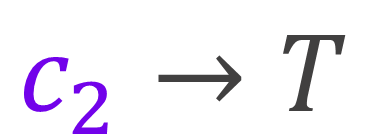 c₂ → T